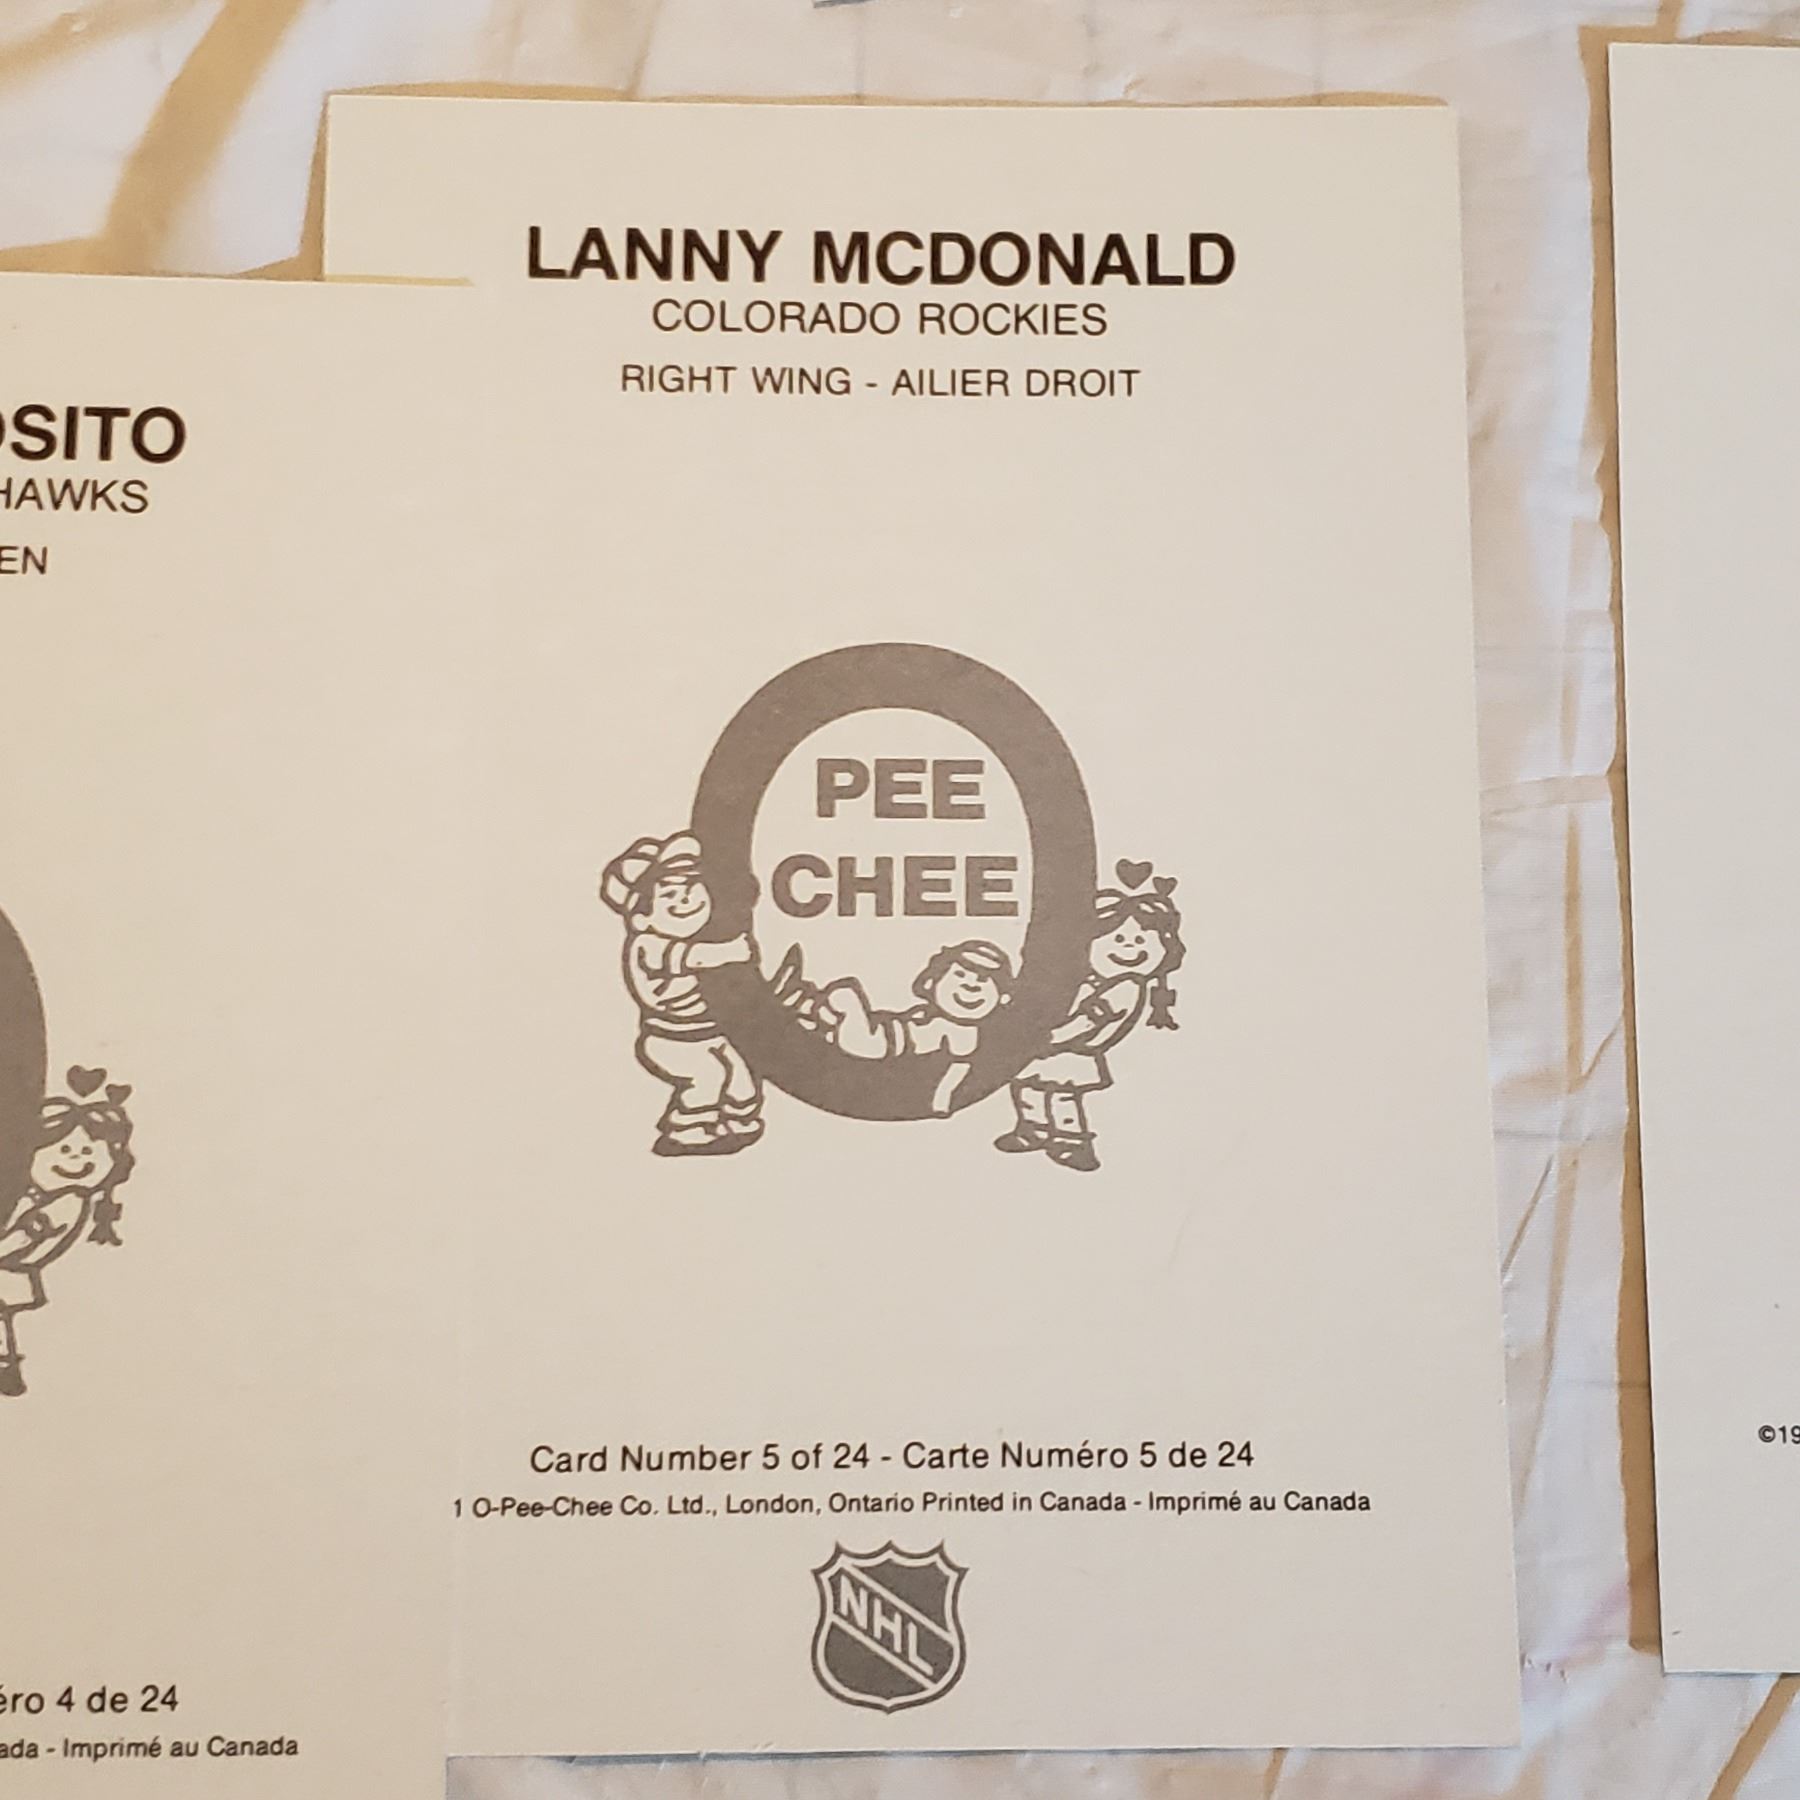 LANNY MCDONALD
COLORADO ROCKIES
RIGHT WING - AILIER DROIT
PEE
CHEE
Card Number 5 of 24 - Carte Numéro 5 de 24
1 O-Pee-Chee Co. Ltd., London, Ontario Printed in Canada - Imprimé au Canada
NHL
OSITO
HAWKS
EN
éro 4 de 24
ada - Imprimé au Canada
©19